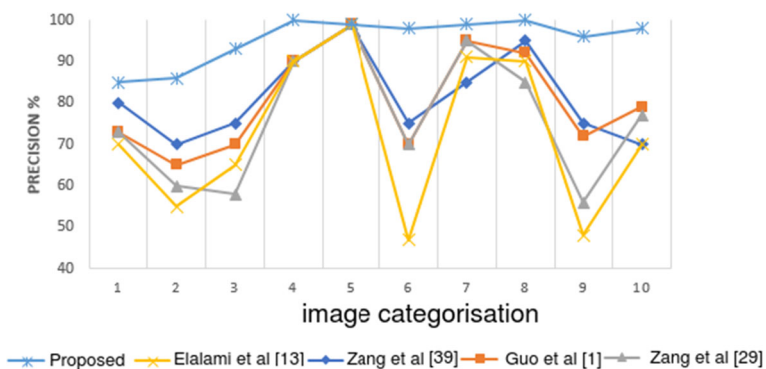 100
90
80
70
60
50
40
PRECISION %
1 2 3 4 5 6 7 8 9 10
image categorisation
Proposed Elalami et al [13] Zang et al [39] Guo et al [1] Zang et al [29]